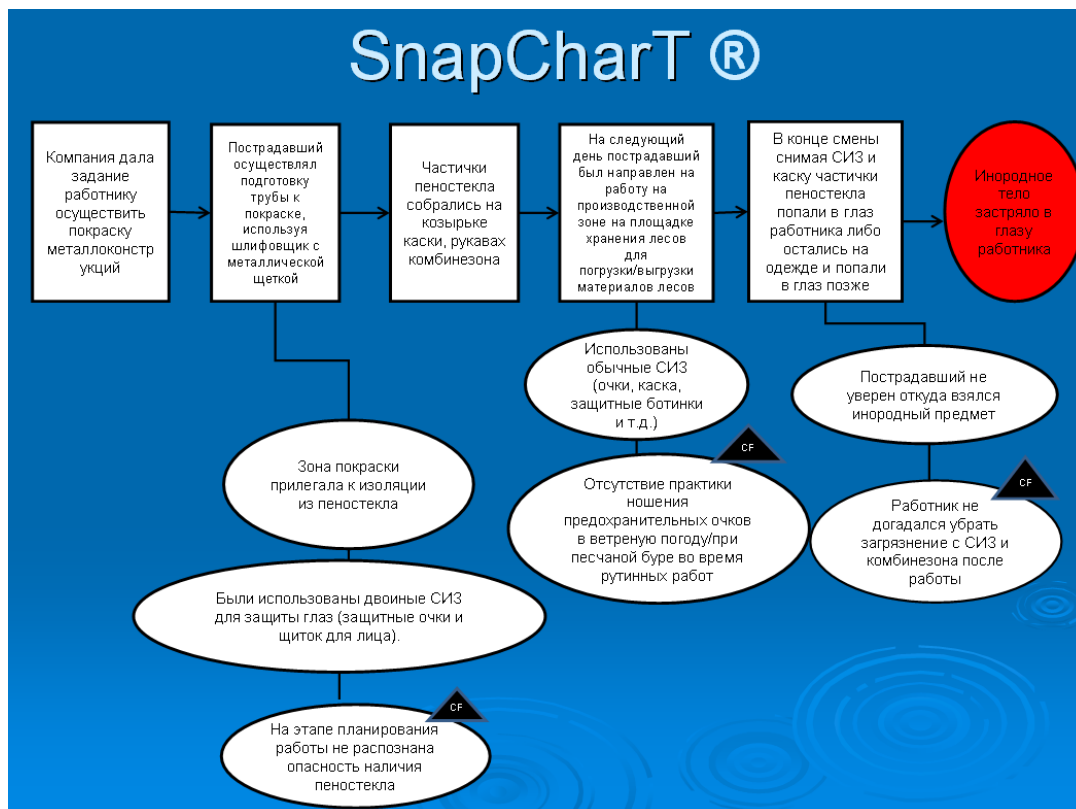 SnapCharT ®
Компания дала
задание
работнику
осуществить
покраску
металлоконстр
укций
Пострадавший
осуществлял
подготовку
трубы к
покраске,
используя
шлифовщик с
металлической
щеткой
Частички
пеностекла
собрались на
козырьке
каски, рукавах
комбинезона
На следующий
день пострадавший
был направлен на
работу на
производственной
зоне на площадке
хранения лесов
для
погрузки/выгрузки
материалов лесов
В конце смены
снимая СИЗ и
каску частички
пеностекла
попали в глаз
работника либо
остались на
одежде и попали
в глаз позже
Инородное
тело
застряло в
глазу
работника
Использованы
обычные СИЗ
(очки, каска,
защитные ботинки
и т.д.)
Пострадавший не
уверен откуда взялся
инородный предмет
Зона покраски
прилегала к изоляции
из пеностекла
CF
Отсутствие практики
ношения
предохранительных очков
в ветреную погоду/при
песчаной буре во время
рутинных работ
CF
Работник не
догадался убрать
загрязнение с СИЗ и
комбинезона после
работы
Были использованы двоиные СИЗ
для защиты глаз (защитные очки и
щиток для лица).
CF
На этапе планирования
работы не распознана
опасность наличия
пеностекла